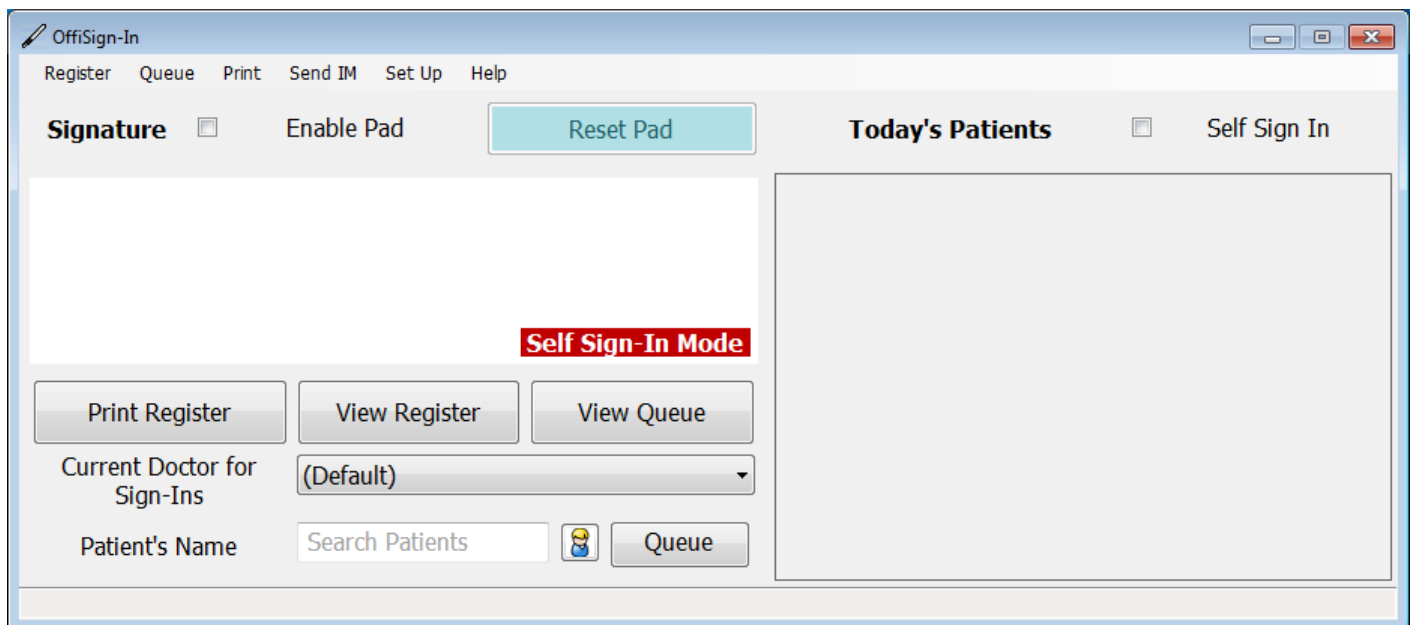 OffiSign-In
Register Queue Print Send IM Set Up Help
Signature Enable Pad Reset Pad Today's Patients Self Sign In
Self Sign-In Mode
Print Register View Register View Queue
Current Doctor for
Sign-Ins
(Default)
Patient's Name Search Patients Queue